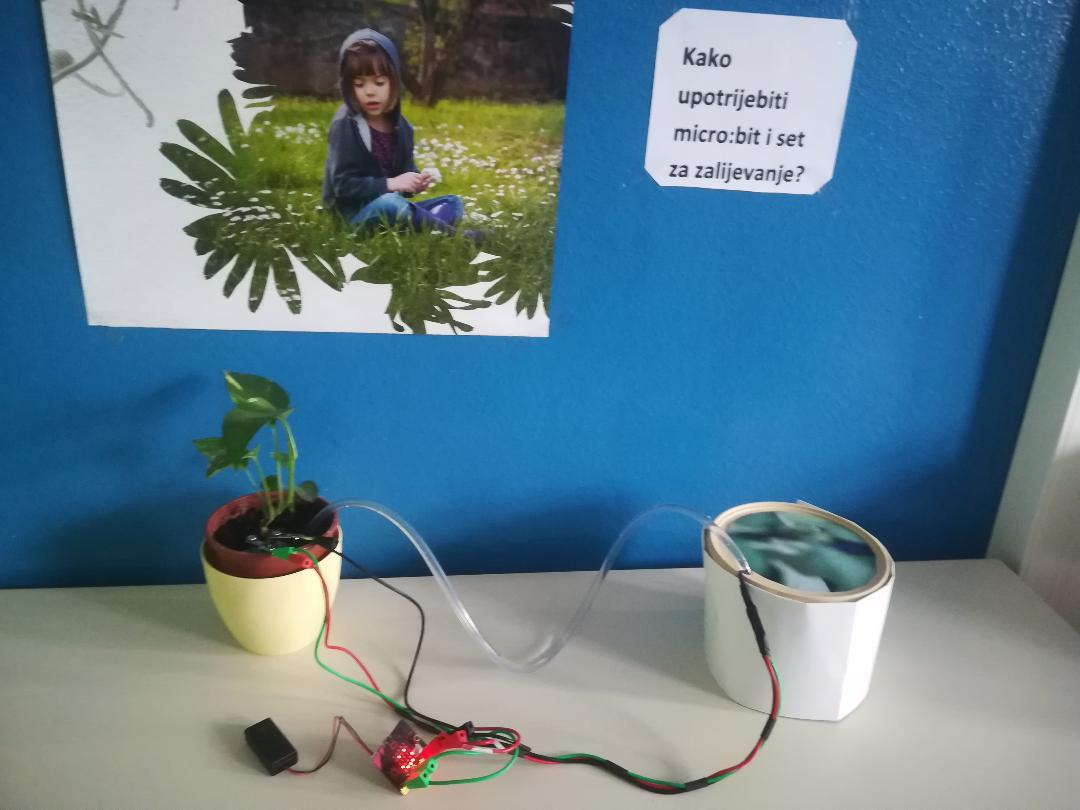 Kako
upotrijebiti
micro:bit i set
za zalijevanje?